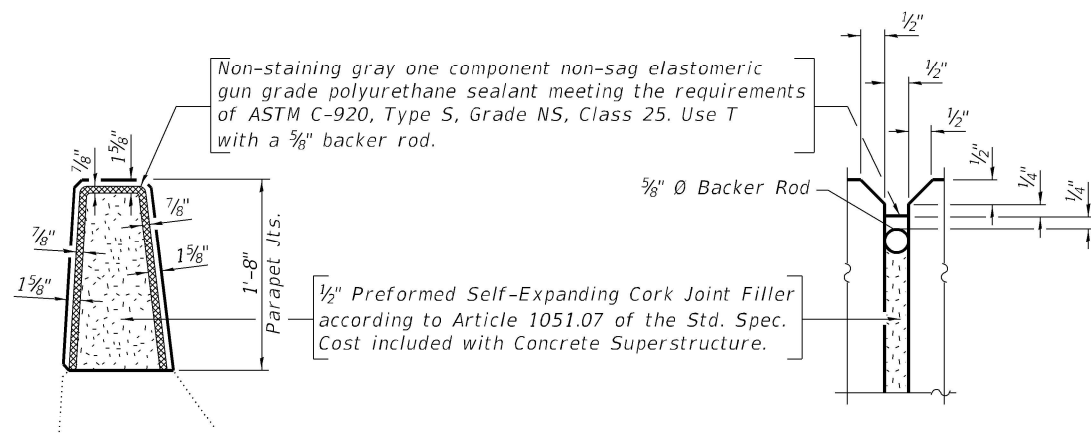 ½"
Non-staining gray one component non-sag elastomeric
gun grade polyurethane sealant meeting the requirements
of ASTM C-920, Type S, Grade NS, Class 25. Use T
with a ⅝" backer rod.
½"
½"
⅞"
1⅝"
½"
¼"
¼"
⅝" Ø Backer Rod
⅞"
⅞"
1⅝"
1⅝"
1'-8"
Parapet Jts.
½" Preformed Self-Expanding Cork Joint Filler
according to Article 1051.07 of the Std. Spec.
Cost included with Concrete Superstructure.